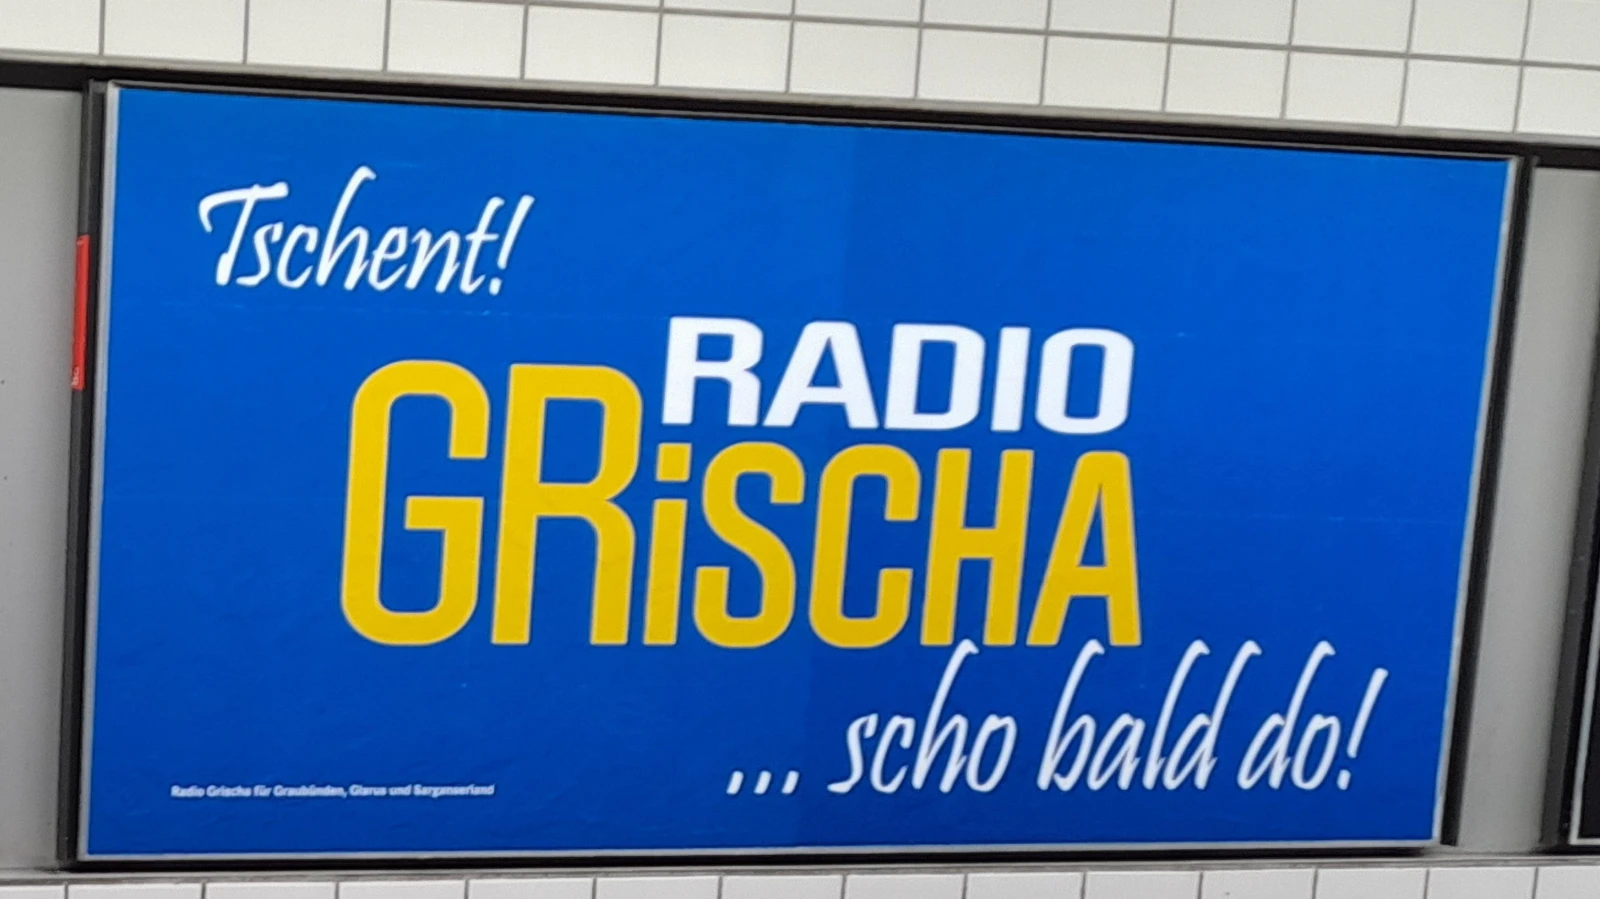 Tschent!
RADIO
GRiSCHA
... scho bald do!
Radio Grischa für Graubünden, Glarus und Sarganserland